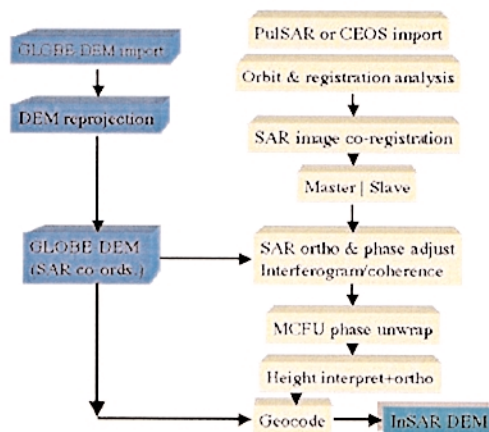 GLOBE DEM import
DEM reprojection
GLOBE DEM
(SAR co ords.)
PulSAR or CEOS import
Orbit & registration analysis
SAR image co-registration
Master | Slave
SAR ortho & phase adjust
Interferogram/coherence
MCFU phase unwrap
Height interpret+ortho
Geocode
InSAR DEM